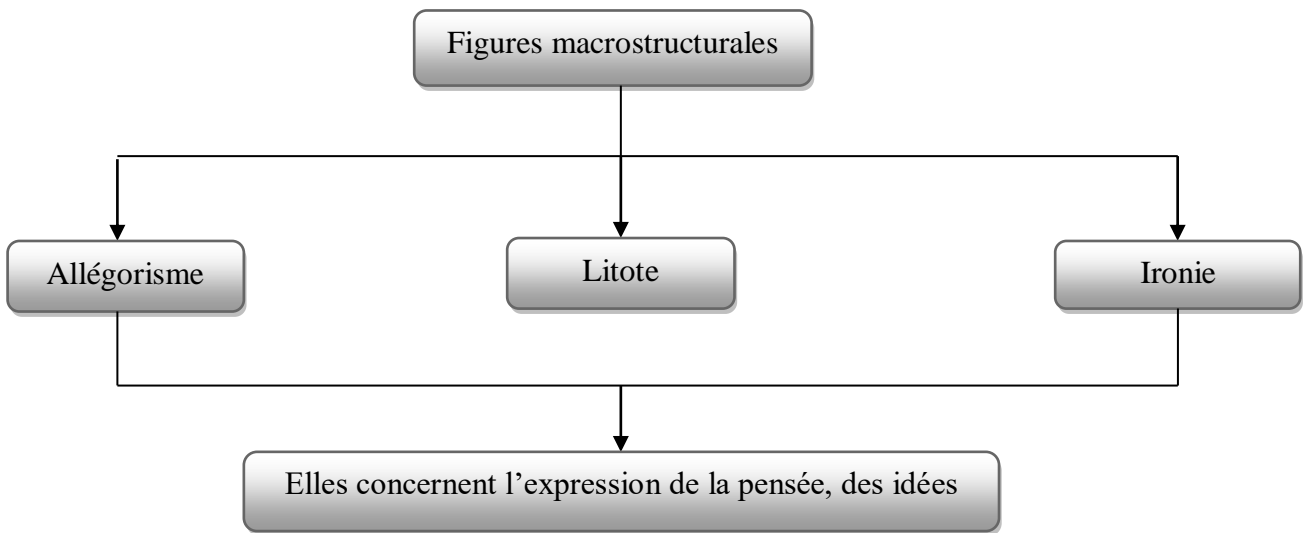 Figures macrostructurales
Allégorisme
Litote
Ironie
Elles concernent l’expression de la pensée, des idées